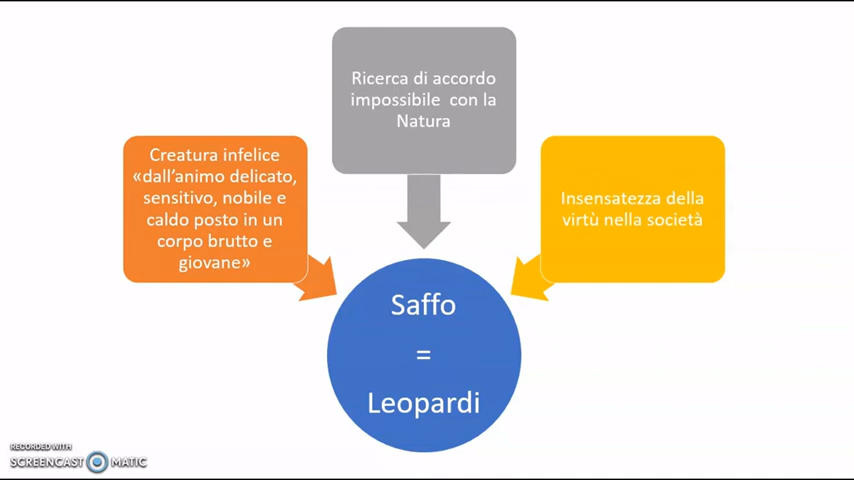 Ricerca di accordo
impossibile con la
Natura
Creatura infelice
«dall'animo delicato,
sensitivo, nobile e
caldo posto in un
corpo brutto e
giovane»
Insensatezza della
virtù nella società
Saffo
=
Leopardi
RECORDED WITH
SCREENCAST MATIC